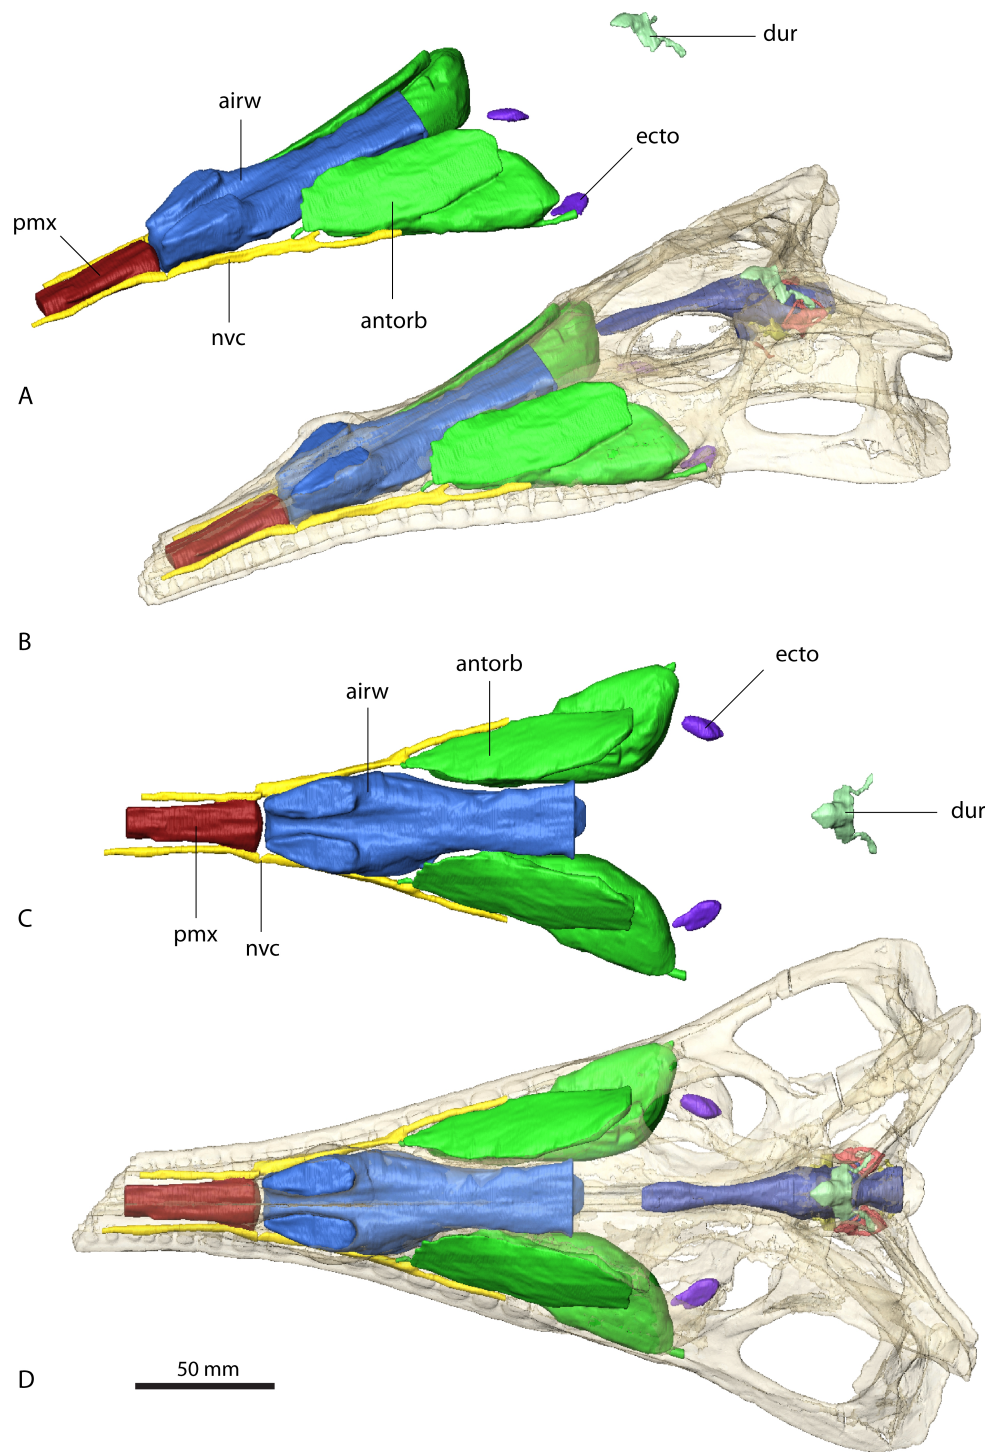 dur
airw
ecto
pmx
nvc
antorb
A
B
ecto
antorb
airw
dur
pmx
nvc
C
50 mm
D